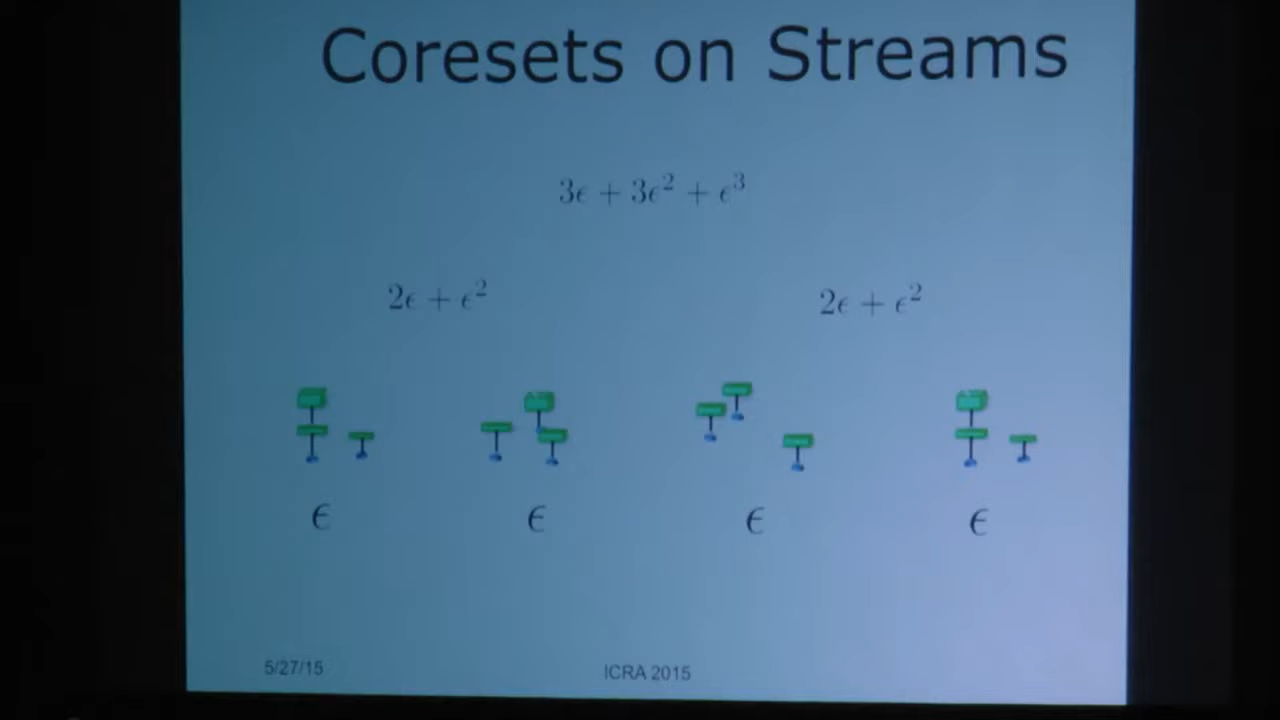 Coresets on Streams
3ϵ + 3ϵ² + ϵ³
2ϵ + ϵ² 2ϵ + ϵ²
ϵ ϵ ϵ ϵ
5/27/15 ICRA 2015